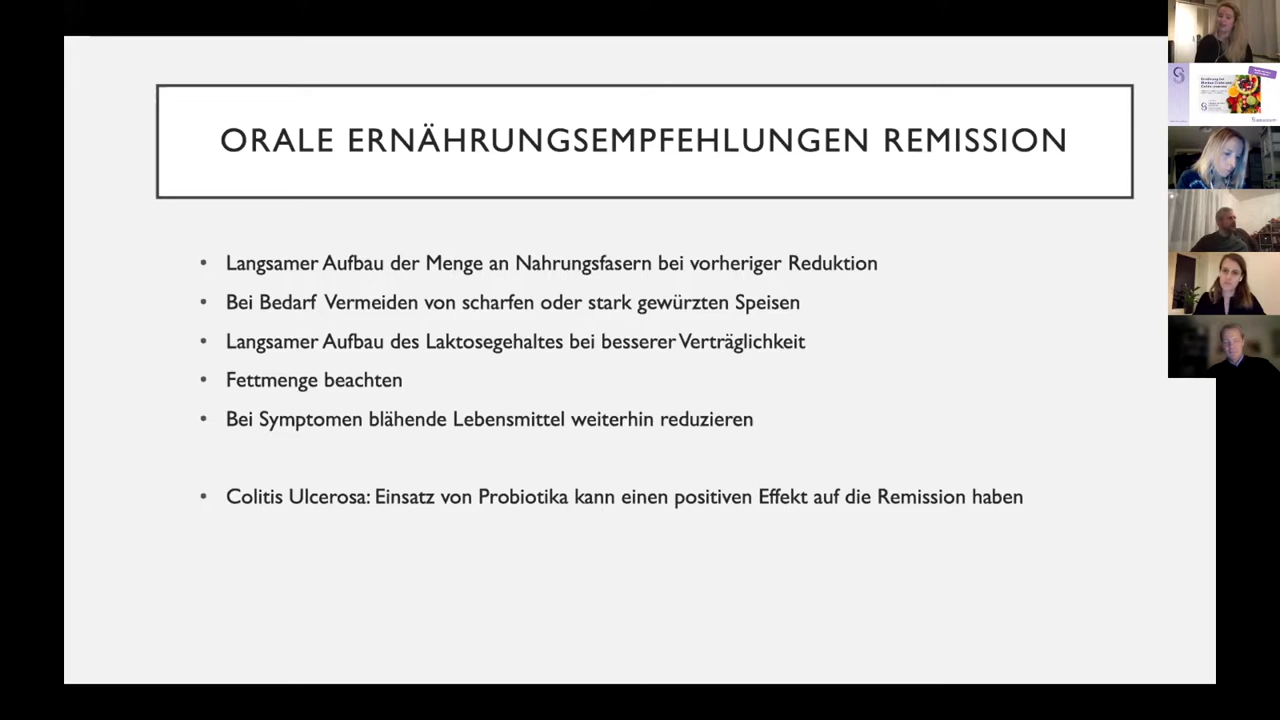 ORALE ERNÄHRUNGSEMPFEHLUNGEN REMISSION
• Langsamer Aufbau der Menge an Nahrungsfasern bei vorheriger Reduktion
• Bei Bedarf Vermeiden von scharfen oder stark gewürzten Speisen
• Langsamer Aufbau des Laktosegehaltes bei besserer Verträglichkeit
• Fettmenge beachten
• Bei Symptomen blähende Lebensmittel weiterhin reduzieren
• Colitis Ulcerosa: Einsatz von Probiotika kann einen positiven Effekt auf die Remission haben